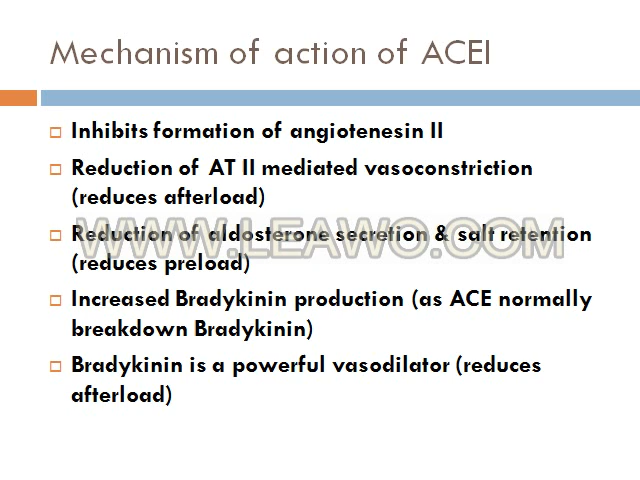 Mechanism of action of ACEI
Inhibits formation of angiotenesin II
Reduction of AT II mediated vasoconstriction
(reduces afterload)
Reduction of aldosterone secretion & salt retention
WWW.LEAWO.COM
(reduces preload)
Increased Bradykinin production (as ACE normally
breakdown Bradykinin)
Bradykinin is a powerful vasodilator (reduces
afterload)